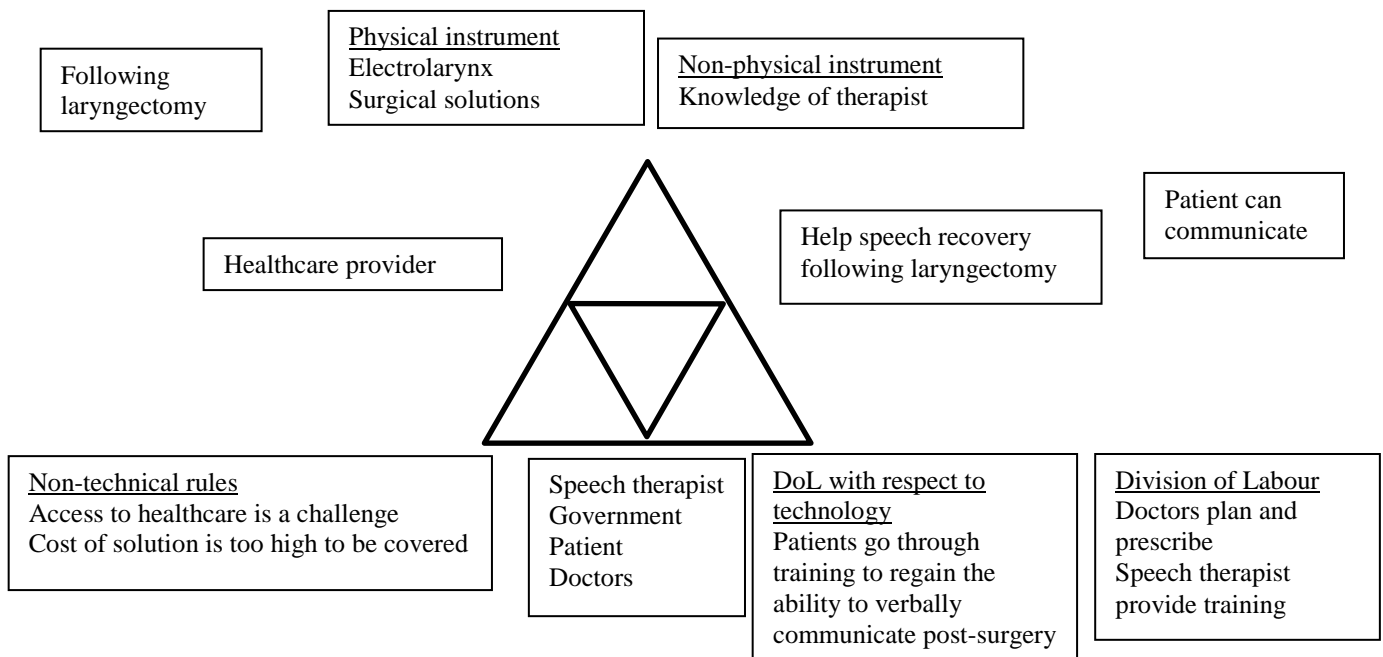 Following
laryngectomy
Physical instrument
Electrolarynx
Surgical solutions
Non-physical instrument
Knowledge of therapist
Patient can
communicate
Healthcare provider
Help speech recovery
following laryngectomy
Non-technical rules
Access to healthcare is a challenge
Cost of solution is too high to be covered
Speech therapist
Government
Patient
Doctors
DoL with respect to
technology
Patients go through
training to regain the
ability to verbally
communicate post-surgery
Division of Labour
Doctors plan and
prescribe
Speech therapist
provide training